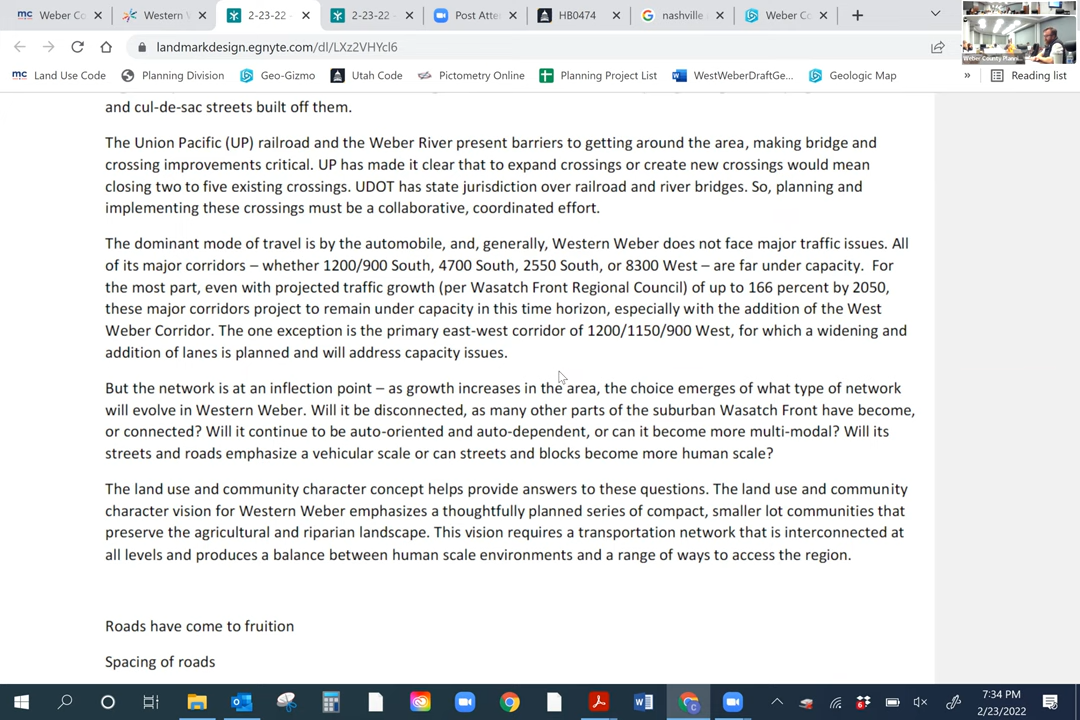 Weber Co
Western
2-23-22 -
2-23-22 -
Post Atte
HB0474
nashville
Weber Co
landmarkdesign.egnyte.com/dl/LXz2VHYcl6
Land Use Code
Planning Division
Geo-Gizmo
Utah Code
Pictometry Online
Planning Project List
WestWeberDraftGe...
Geologic Map
»
Reading list
Weber County Planni...
and cul-de-sac streets built off them.
The Union Pacific (UP) railroad and the Weber River present barriers to getting around the area, making bridge and
crossing improvements critical. UP has made it clear that to expand crossings or create new crossings would mean
closing two to five existing crossings. UDOT has state jurisdiction over railroad and river bridges. So, planning and
implementing these crossings must be a collaborative, coordinated effort.
The dominant mode of travel is by the automobile, and, generally, Western Weber does not face major traffic issues. All
of its major corridors – whether 1200/900 South, 4700 South, 2550 South, or 8300 West – are far under capacity.  For
the most part, even with projected traffic growth (per Wasatch Front Regional Council) of up to 166 percent by 2050,
these major corridors project to remain under capacity in this time horizon, especially with the addition of the West
Weber Corridor. The one exception is the primary east-west corridor of 1200/1150/900 West, for which a widening and
addition of lanes is planned and will address capacity issues.
But the network is at an inflection point – as growth increases in the area, the choice emerges of what type of network
will evolve in Western Weber. Will it be disconnected, as many other parts of the suburban Wasatch Front have become,
or connected? Will it continue to be auto-oriented and auto-dependent, or can it become more multi-modal? Will its
streets and roads emphasize a vehicular scale or can streets and blocks become more human scale?
The land use and community character concept helps provide answers to these questions. The land use and community
character vision for Western Weber emphasizes a thoughtfully planned series of compact, smaller lot communities that
preserve the agricultural and riparian landscape. This vision requires a transportation network that is interconnected at
all levels and produces a balance between human scale environments and a range of ways to access the region.
Roads have come to fruition
Spacing of roads
7:34 PM
2/23/2022